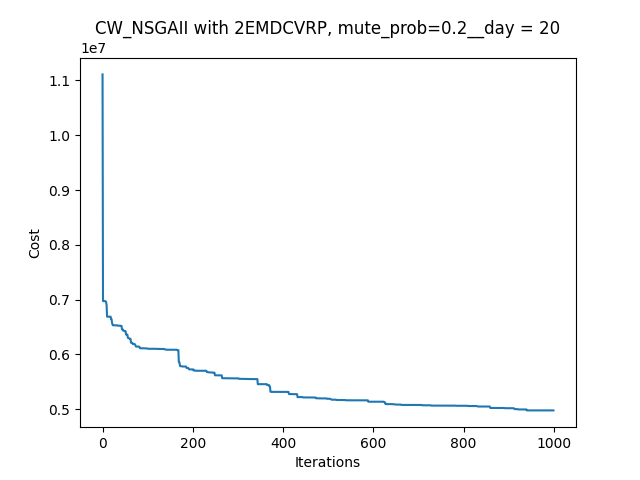 CW_NSGAII with 2EMDCVRP, mute_prob=0.2__day = 20
1e7
1.1
1.0
0.9
0.8
0.7
0.6
0.5
Cost
0 200 400 600 800 1000
Iterations